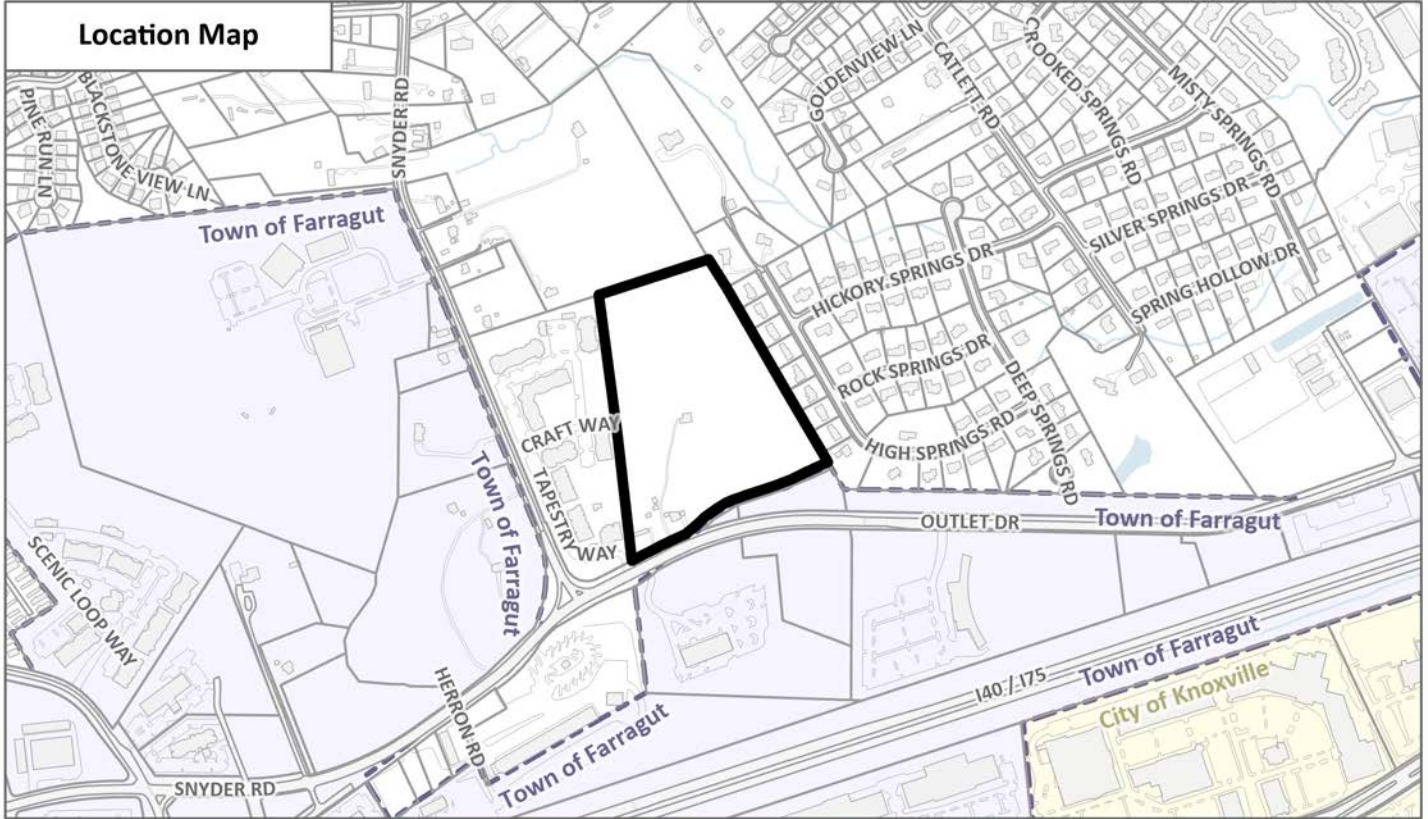 Location Map
PINE RUN LN
BLACKSTONE VIEW LN
SNYDER RD
GOLDENVIEW LN
CATLETT RD
CROOKED SPRINGS RD
MISTY SPRINGS RD
Town of Farragut
SILVER SPRINGS DR
HICKORY SPRINGS DR
SPRING HOLLOW DR
ROCK SPRINGS DR
DEEP SPRINGS RD
HIGH SPRINGS RD
CRAFT WAY
TAPESTRY WAY
Town of Farragut
OUTLET DR
Town of Farragut
SCENIC LOOP WAY
HERRON RD
Town of Farragut
I40 / I75
Town of Farragut
City of Knoxville
SNYDER RD